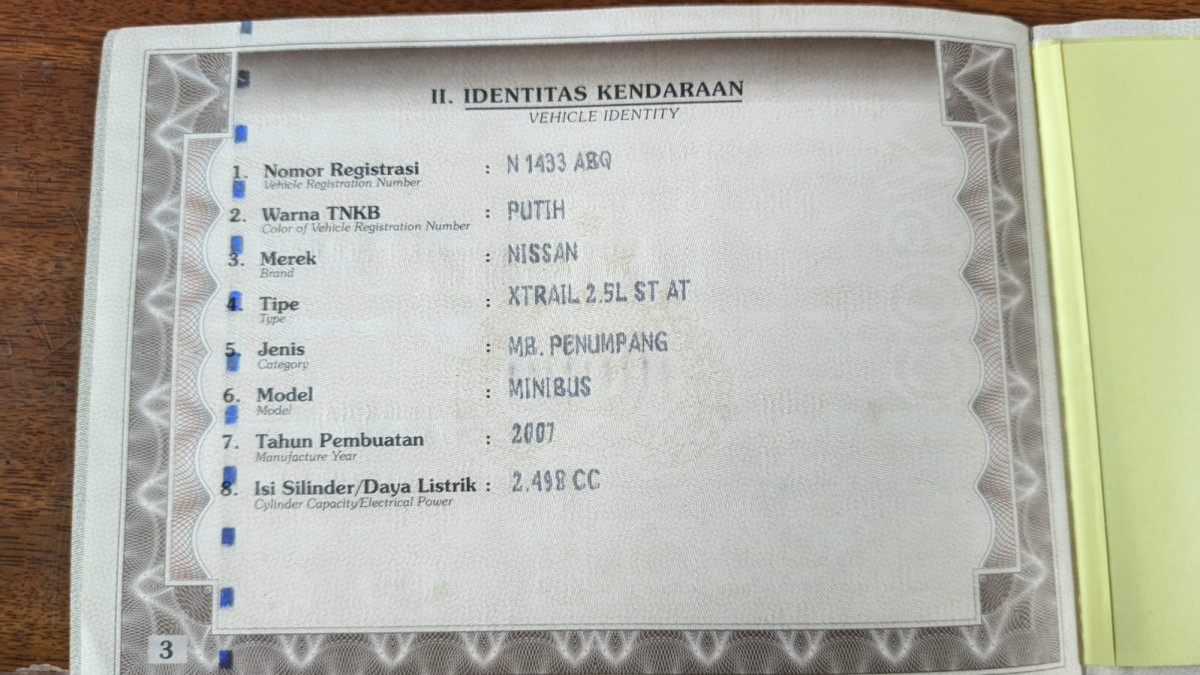 II. IDENTITAS KENDARAAN
VEHICLE IDENTITY
1. Nomor Registrasi : N 1433 ABQ
Vehicle Registration Number
2. Warna TNKB : PUTIH
Color of Vehicle Registration Number
3. Merek : NISSAN
Brand
4. Tipe : XTRAIL 2.5L ST AT
Type
5. Jenis : MB. PENUMPANG
Category
6. Model : MINIBUS
Model
7. Tahun Pembuatan : 2007
Manufacture Year
8. Isi Silinder/Daya Listrik : 2.498 CC
Cylinder Capacity/Electrical Power
3